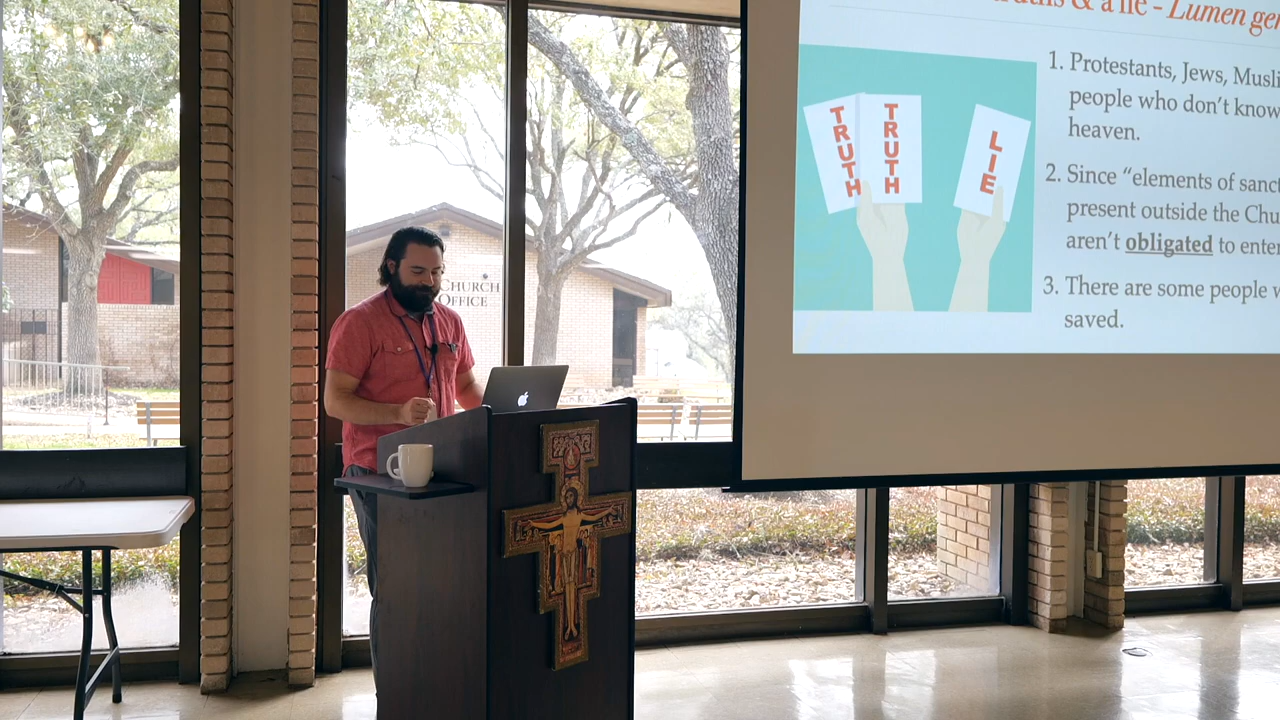 truths & a lie - Lumen ge
1. Protestants, Jews, Musli
people who don't know
heaven.
2. Since "elements of sanct
present outside the Chu
aren't obligated to enter
3. There are some people w
saved.
TRUTH
TRUTH
LIE
CHURCH
OFFICE